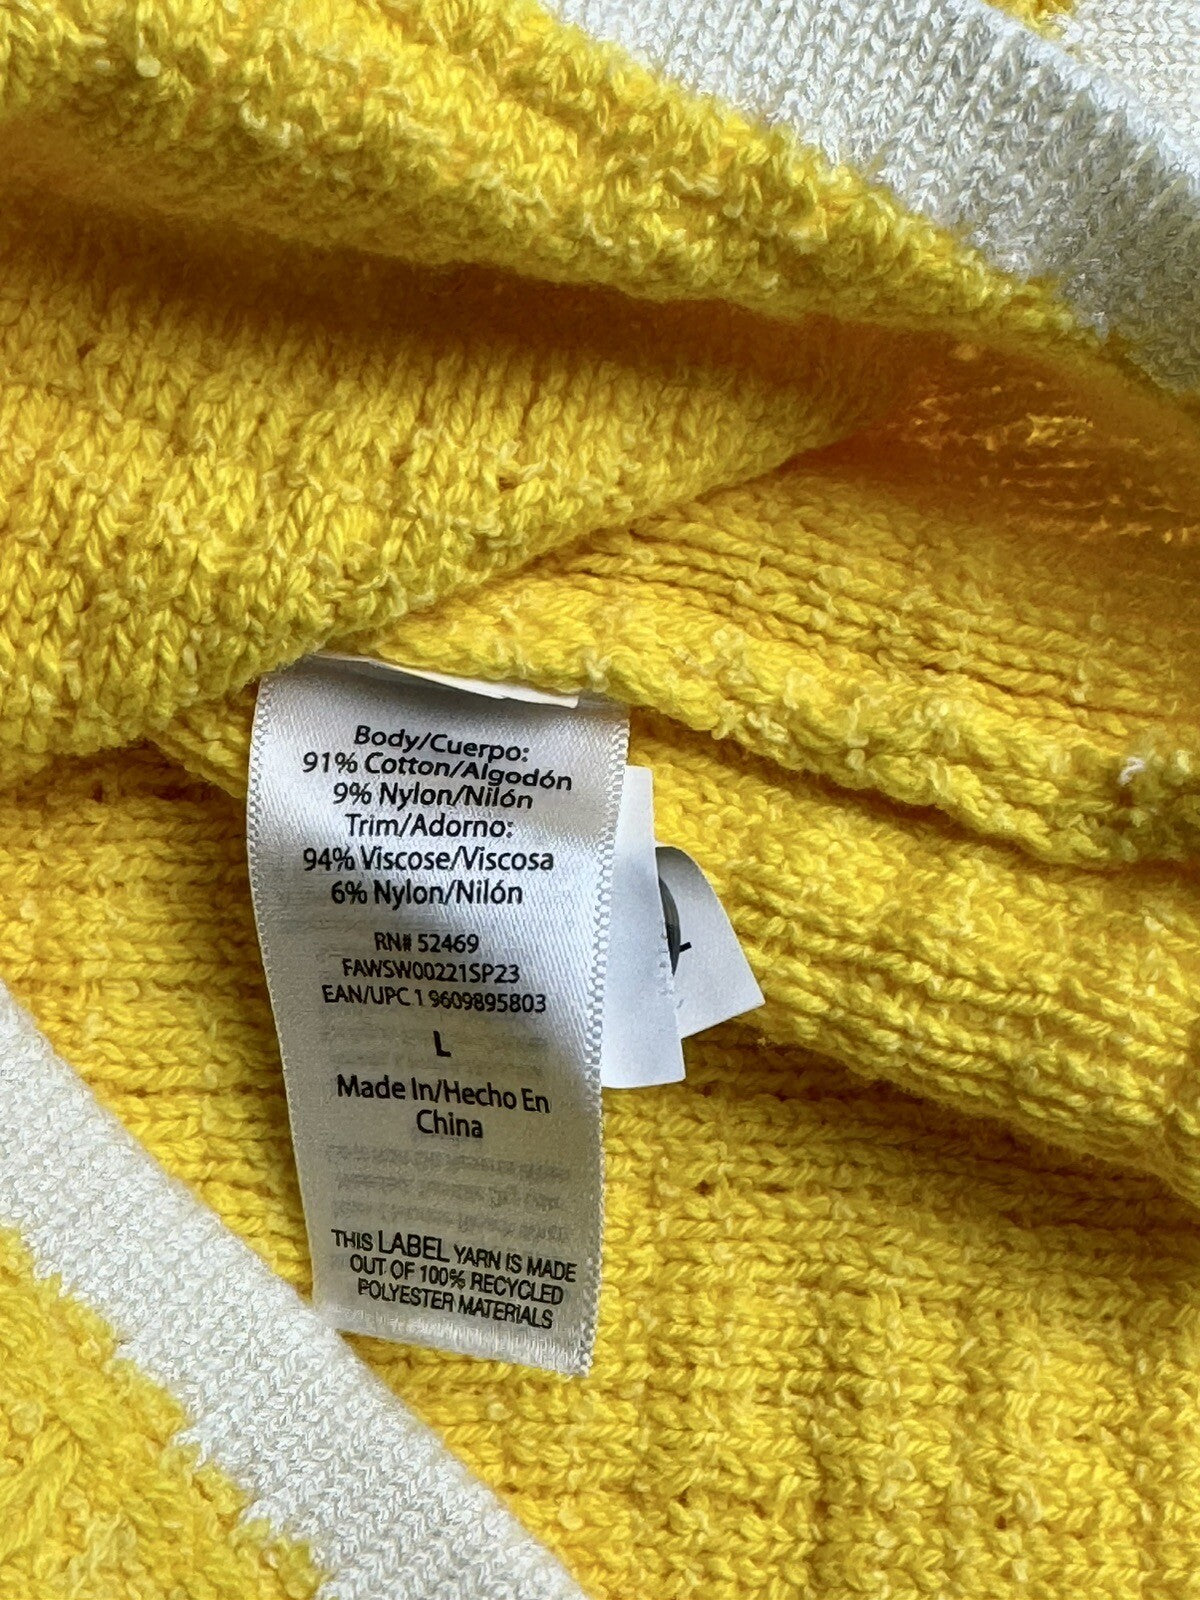 Body/Cuerpo:
91% Cotton/Algodón
9% Nylon/Nilón
Trim/Adorno:
94% Viscose/Viscosa
6% Nylon/Nilón
RN# 52469
FAWSW00221SP23
EAN/UPC 1 9609895803
L
Made In/Hecho En
China
THIS LABEL YARN IS MADE
OUT OF 100% RECYCLED
POLYESTER MATERIALS